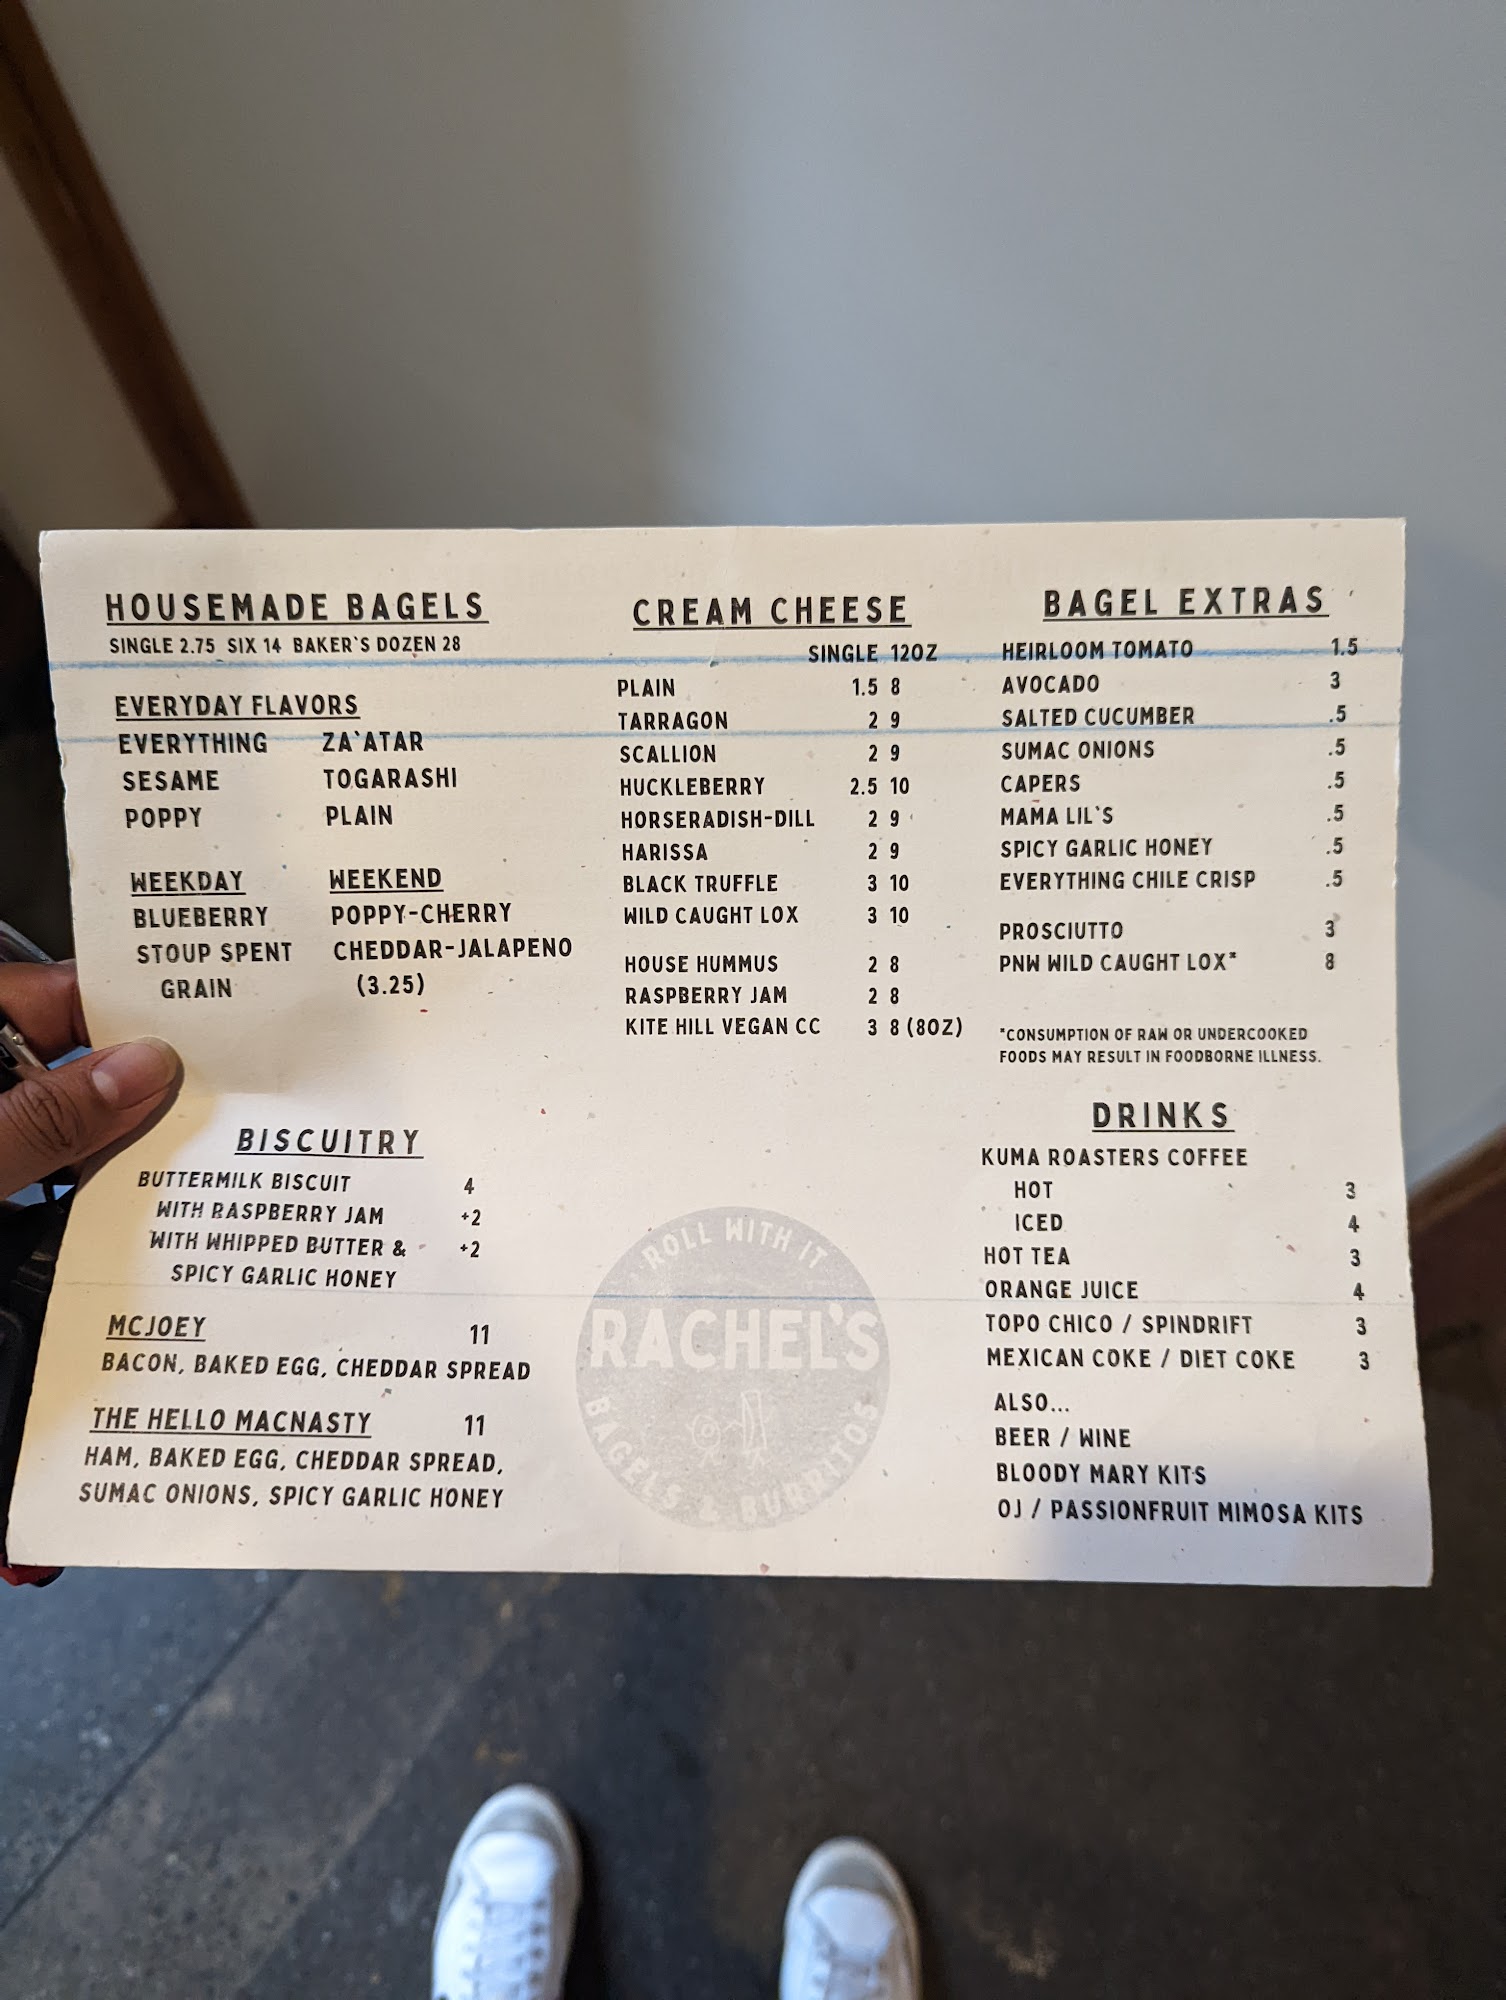 HOUSEMADE BAGELS
SINGLE 2.75 SIX 14 BAKER'S DOZEN 28
EVERYDAY FLAVORS
EVERYTHING ZA'ATAR
SESAME TOGARASHI
POPPY PLAIN
WEEKDAY WEEKEND
BLUEBERRY POPPY-CHERRY
STOUP SPENT CHEDDAR-JALAPENO
GRAIN (3.25)
CREAM CHEESE
SINGLE 12OZ
PLAIN 1.5 8
TARRAGON 2 9
SCALLION 2 9
HUCKLEBERRY 2.5 10
HORSERADISH-DILL 2 9
HARISSA 2 9
BLACK TRUFFLE 3 10
WILD CAUGHT LOX 3 10
HOUSE HUMMUS 2 8
RASPBERRY JAM 2 8
KITE HILL VEGAN CC 3 8 (8OZ)
BAGEL EXTRAS
HEIRLOOM TOMATO 1.5
AVOCADO 3
SALTED CUCUMBER .5
SUMAC ONIONS .5
CAPERS .5
MAMA LIL'S .5
SPICY GARLIC HONEY .5
EVERYTHING CHILE CRISP .5
PROSCIUTTO 3
PNW WILD CAUGHT LOX* 8
*CONSUMPTION OF RAW OR UNDERCOOKED
FOODS MAY RESULT IN FOODBORNE ILLNESS.
BISCUITRY
BUTTERMILK BISCUIT 4
WITH RASPBERRY JAM +2
WITH WHIPPED BUTTER & +2
SPICY GARLIC HONEY
MCJOEY 11
BACON, BAKED EGG, CHEDDAR SPREAD
THE HELLO MACNASTY 11
HAM, BAKED EGG, CHEDDAR SPREAD,
SUMAC ONIONS, SPICY GARLIC HONEY
ROLL WITH IT
RACHEL'S
BAGELS & BURRITOS
DRINKS
KUMA ROASTERS COFFEE
HOT 3
ICED 4
HOT TEA 3
ORANGE JUICE 4
TOPO CHICO / SPINDRIFT 3
MEXICAN COKE / DIET COKE 3
ALSO...
BEER / WINE
BLOODY MARY KITS
OJ / PASSIONFRUIT MIMOSA KITS